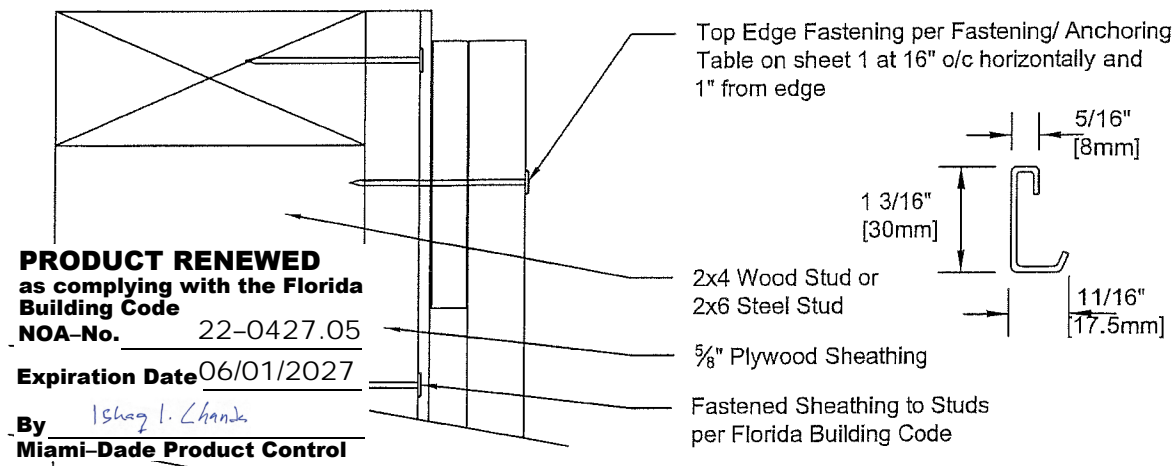 Top Edge Fastening per Fastening/ Anchoring
Table on sheet 1 at 16" o/c horizontally and
1" from edge
5/16"
[8mm]
1 3/16"
[30mm]
11/16"
[17.5mm]
2x4 Wood Stud or
2x6 Steel Stud
⅝" Plywood Sheathing
Fastened Sheathing to Studs
per Florida Building Code
PRODUCT RENEWED
as complying with the Florida
Building Code
NOA–No. 22–0427.05
Expiration Date 06/01/2027
By Ishaq I. Chanda
Miami–Dade Product Control